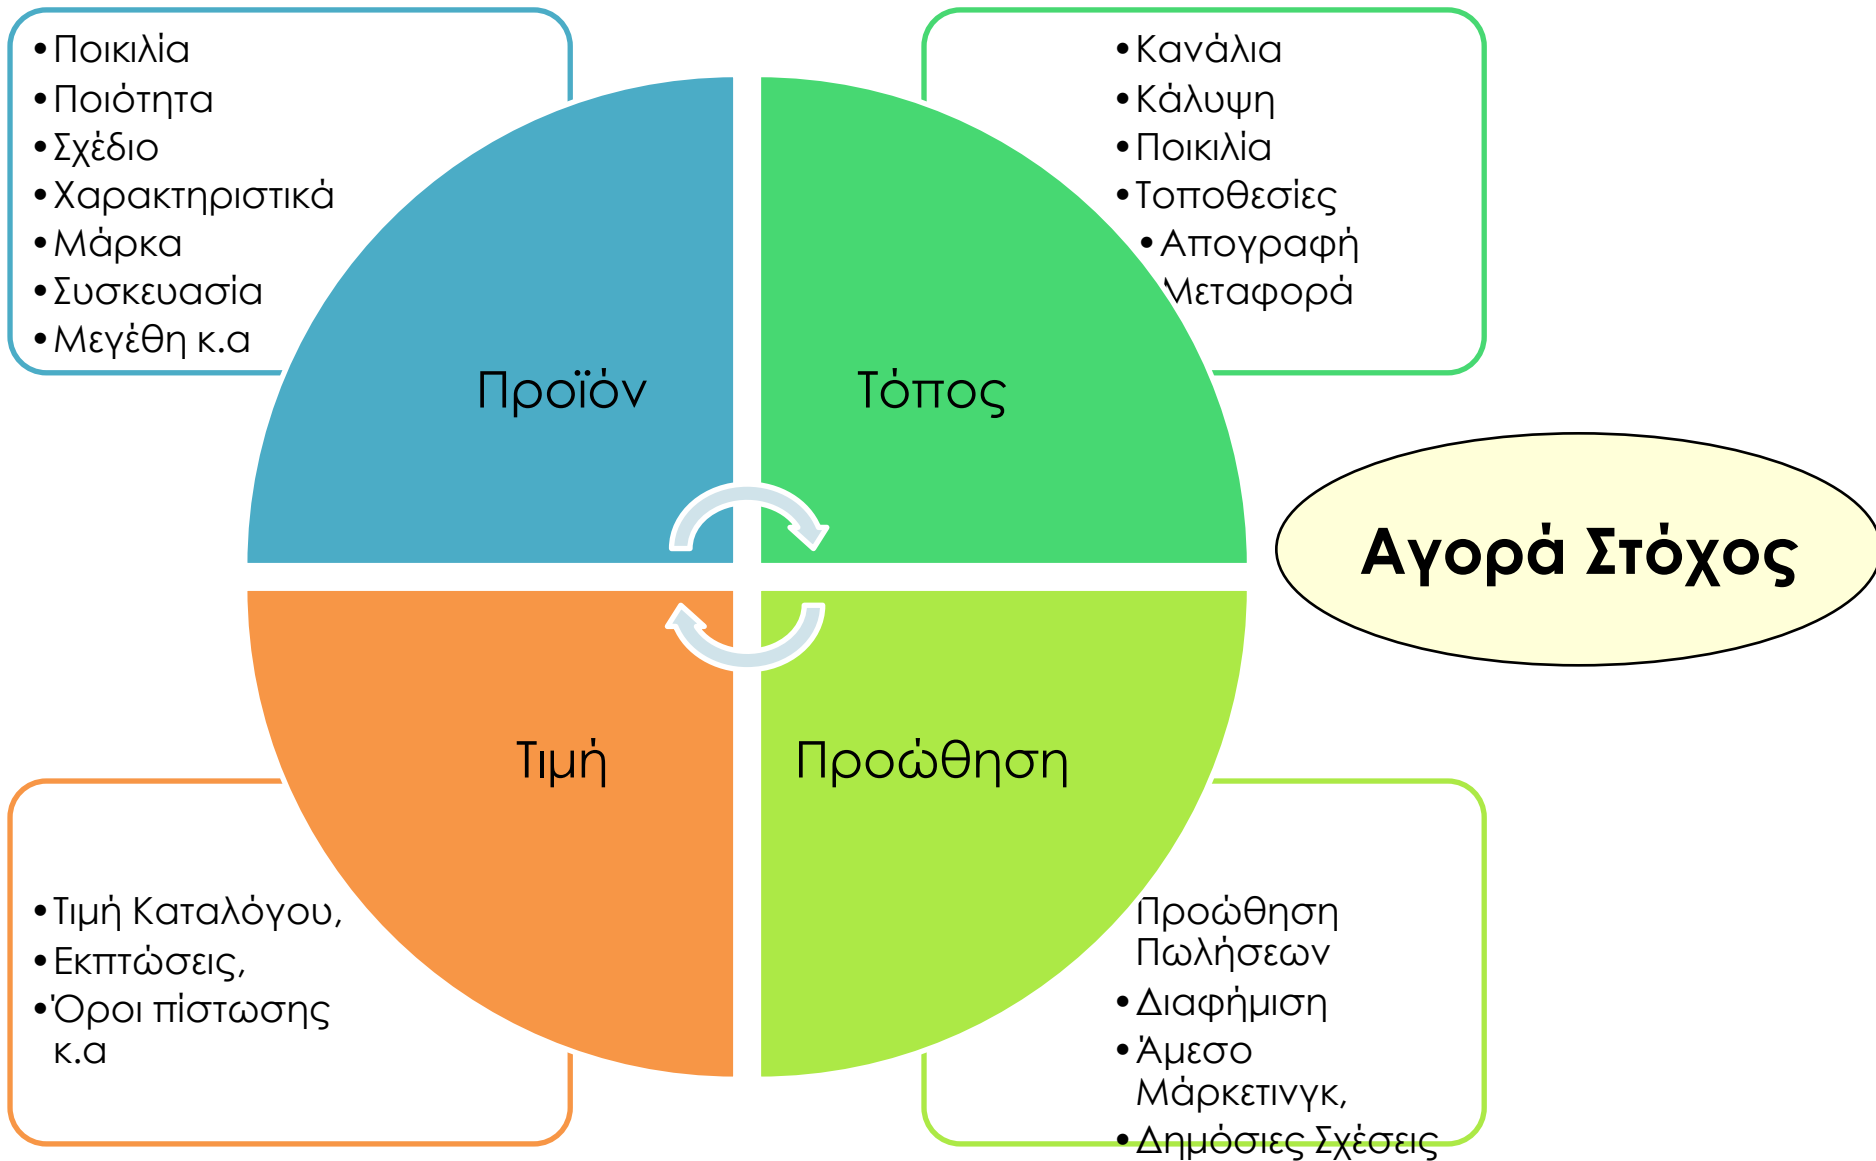 •Ποικιλία
•Ποιότητα
•Σχέδιο
•Χαρακτηριστικά
•Μάρκα
•Συσκευασία
•Μεγέθη κ.α
•Κανάλια
•Κάλυψη
•Ποικιλία
•Τοποθεσίες
•Απογραφή
Μεταφορά
Προϊόν
Τόπος
Αγορά Στόχος
Τιμή
Προώθηση
•Τιμή Καταλόγου,
•Εκπτώσεις,
•Όροι πίστωσης
κ.α
Προώθηση
Πωλήσεων
•Διαφήμιση
•Άμεσο
Μάρκετινγκ,
•Δημόσιες Σχέσεις